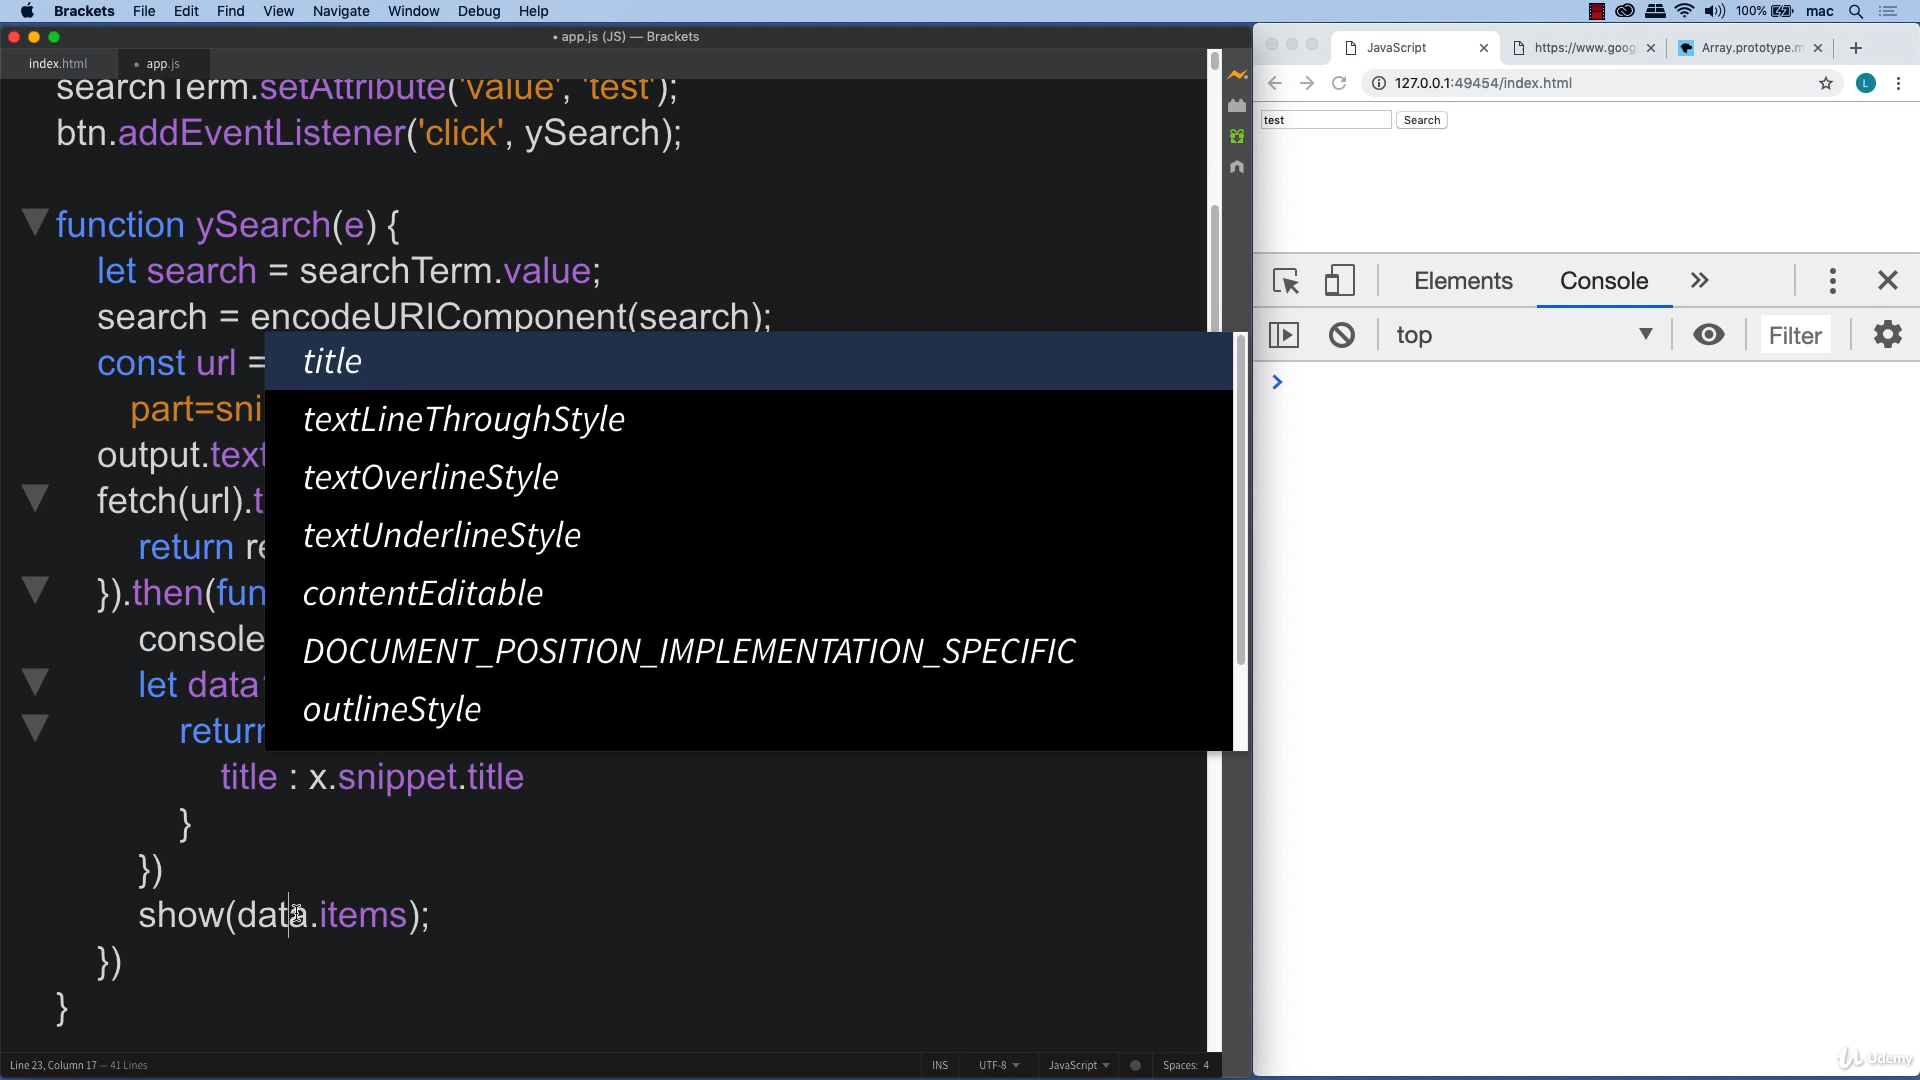 Brackets File Edit Find View Navigate Window Debug Help 100% mac
• app.js (JS) — Brackets
index.html • app.js
searchTerm.setAttribute('value', 'test');
btn.addEventListener('click', ySearch);
function ySearch(e) {
let search = searchTerm.value;
search = encodeURIComponent(search);
const url =
part=sni
output.text
fetch(url).t
return re
}).then(fun
console
let data
return
title : x.snippet.title
}
})
show(data.items);
})
}
title
textLineThroughStyle
textOverlineStyle
textUnderlineStyle
contentEditable
DOCUMENT_POSITION_IMPLEMENTATION_SPECIFIC
outlineStyle
Line 23, Column 17 — 41 Lines
INS UTF-8 JavaScript Spaces: 4
JavaScript https://www.goog Array.prototype.m
127.0.0.1:49454/index.html L
test Search
Elements Console
top Filter
Udemy